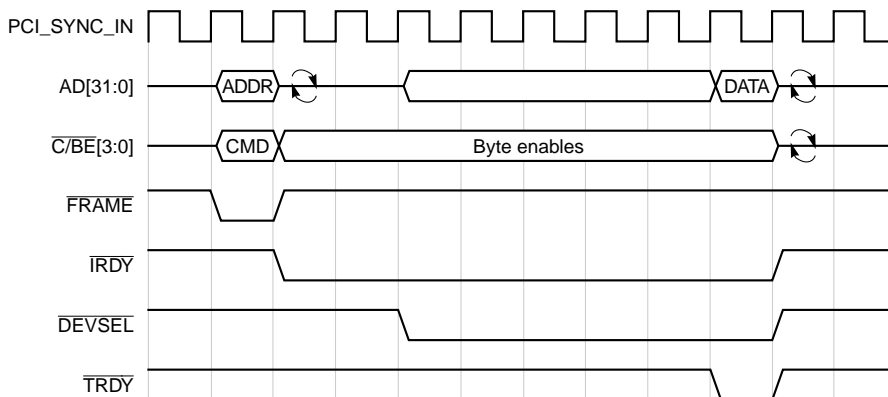 PCI_SYNC_IN
AD[31:0] ADDR DATA
C/BE[3:0] CMD Byte enables
FRAME
IRDY
DEVSEL
TRDY